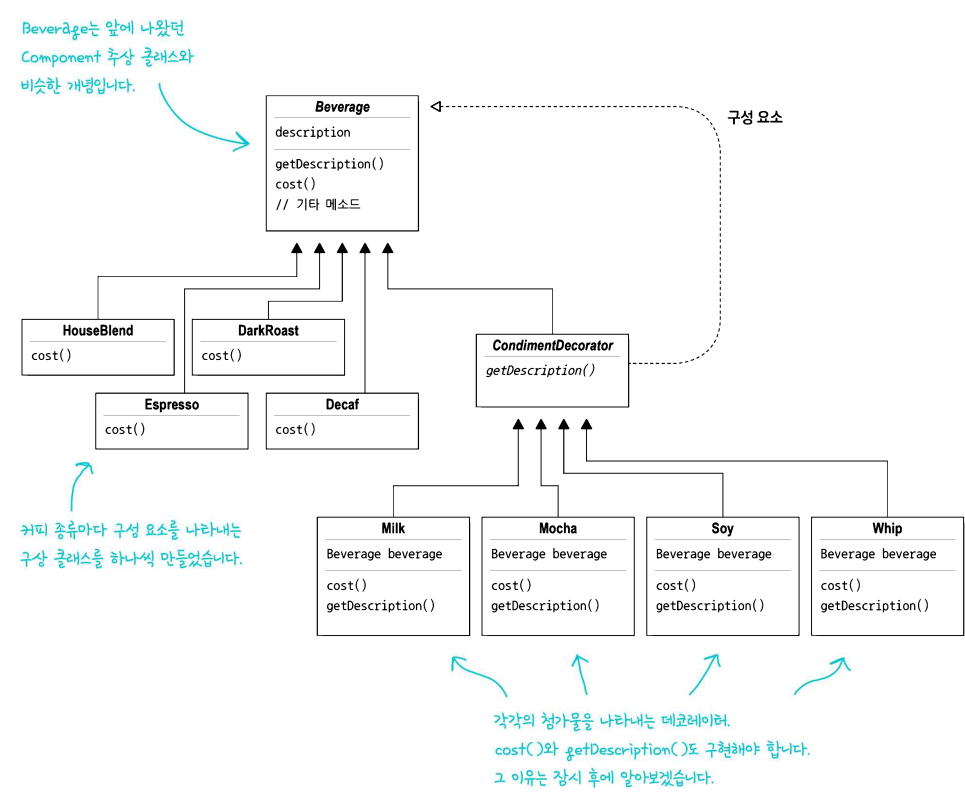 Beverage는 앞에 나왔던
Component 추상 클래스와
비슷한 개념입니다.
Beverage
description
getDescription()
cost()
// 기타 메소드
구성 요소
HouseBlend
cost()
DarkRoast
cost()
CondimentDecorator
getDescription()
Espresso
cost()
Decaf
cost()
커피 종류마다 구성 요소를 나타내는
구상 클래스를 하나씩 만들었습니다.
Milk
Beverage beverage
cost()
getDescription()
Mocha
Beverage beverage
cost()
getDescription()
Soy
Beverage beverage
cost()
getDescription()
Whip
Beverage beverage
cost()
getDescription()
각각의 첨가물을 나타내는 데코레이터.
cost()와 getDescription()도 구현해야 합니다.
그 이유는 잠시 후에 알아보겠습니다.